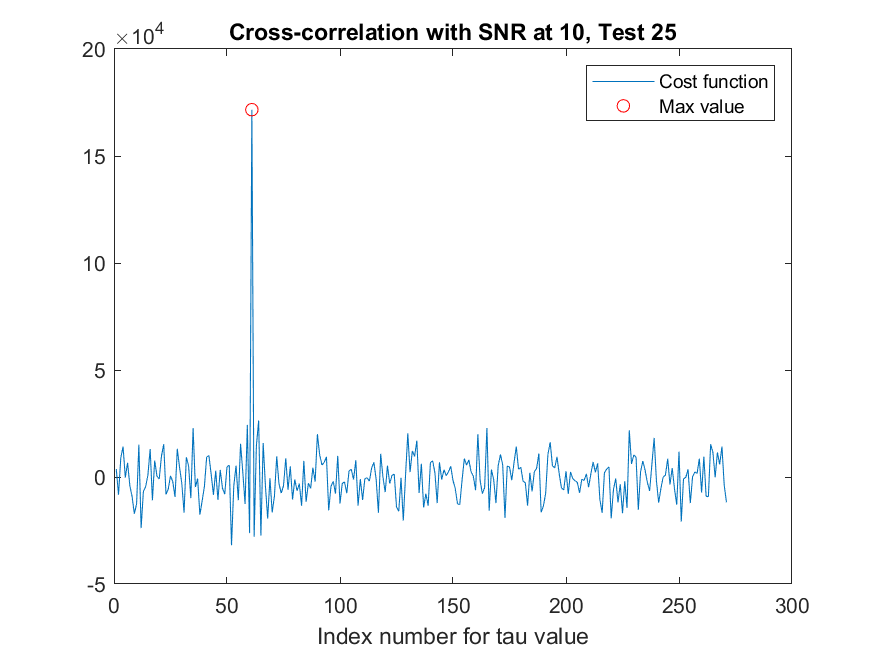 Cross-correlation with SNR at 10, Test 25
×10⁴
20
15
10
5
0
-5
0 50 100 150 200 250 300
Index number for tau value
Cost function
Max value